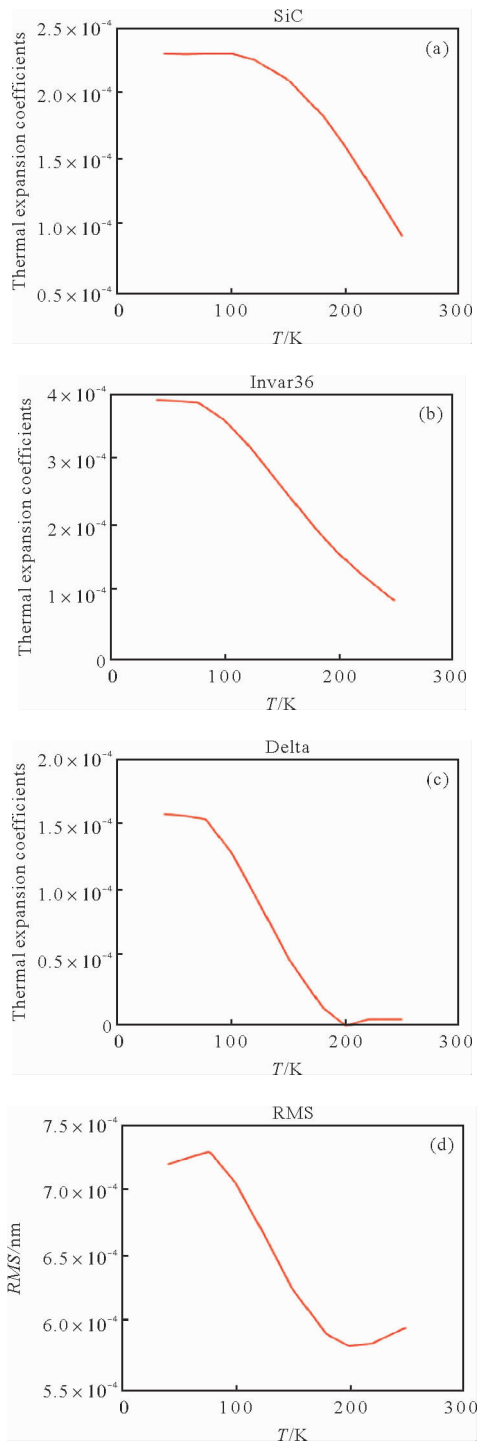 SiC
(a)
Thermal expansion coefficients
2.5×10⁻⁴
2.0×10⁻⁴
1.5×10⁻⁴
1.0×10⁻⁴
0.5×10⁻⁴
0 100 200 300
T/K
Invar36
(b)
Thermal expansion coefficients
4×10⁻⁴
3×10⁻⁴
2×10⁻⁴
1×10⁻⁴
0
0 100 200 300
T/K
Delta
(c)
Thermal expansion coefficients
2.0×10⁻⁴
1.5×10⁻⁴
1.0×10⁻⁴
0.5×10⁻⁴
0
0 100 200 300
T/K
RMS
(d)
RMS/nm
7.5×10⁻⁴
7.0×10⁻⁴
6.5×10⁻⁴
6.0×10⁻⁴
5.5×10⁻⁴
0 100 200 300
T/K